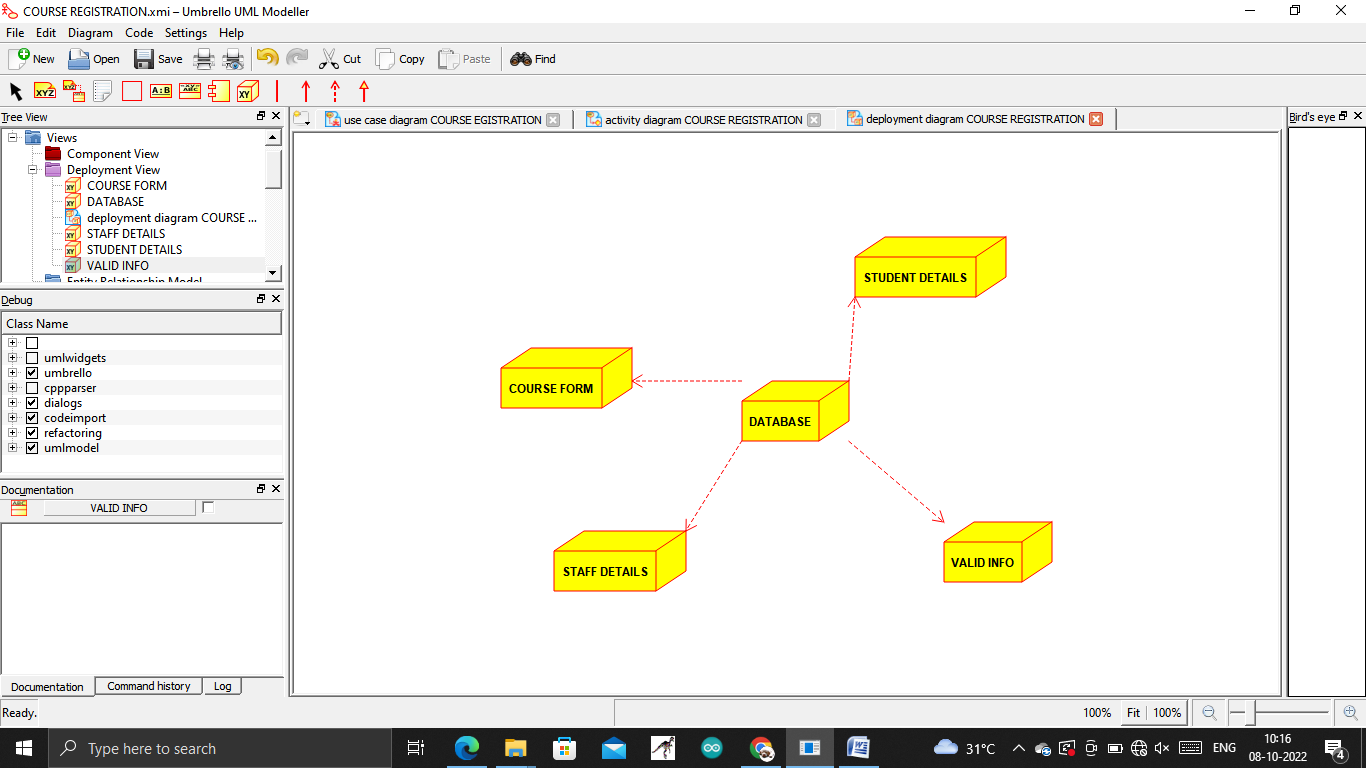 COURSE REGISTRATION.xmi – Umbrello UML Modeller
File Edit Diagram Code Settings Help
New Open Save Cut Copy Paste Find
XYZ XYZ A:B ABC XY
Tree View
use case diagram COURSE EGISTRATION
activity diagram COURSE REGISTRATION
deployment diagram COURSE REGISTRATION
Bird's eye
Views
Component View
Deployment View
COURSE FORM
DATABASE
deployment diagram COURSE ...
STAFF DETAILS
STUDENT DETAILS
VALID INFO
Entity Relationship Model
Debug
Class Name
umlwidgets
umbrello
cppparser
dialogs
codeimport
refactoring
umlmodel
Documentation
VALID INFO
Documentation Command history Log
STUDENT DETAILS
COURSE FORM
DATABASE
STAFF DETAILS
VALID INFO
Ready.
100% Fit 100%
Type here to search
31°C
ENG
10:16
08-10-2022
4